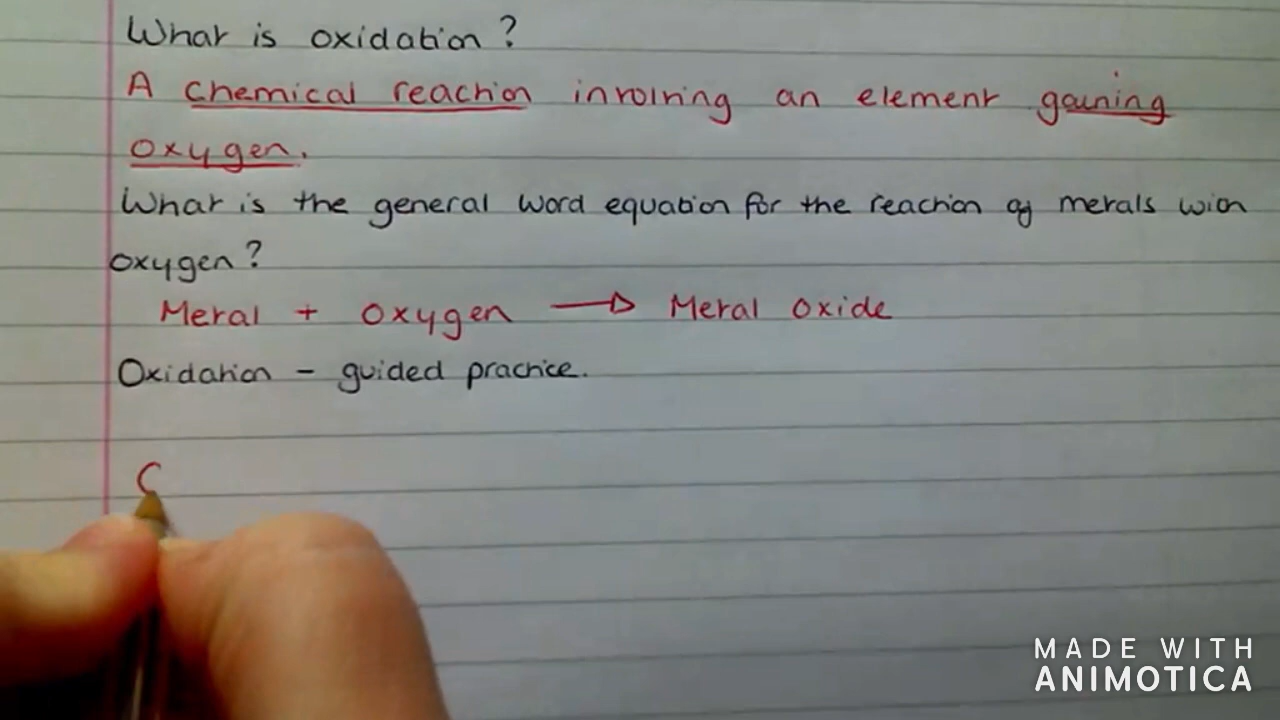 What is oxidation?
A chemical reaction involving an element gaining
oxygen.
What is the general word equation for the reaction of metals with
oxygen?
Metal + Oxygen → Metal Oxide
Oxidation - guided practice.
C
MADE WITH
ANIMOTICA